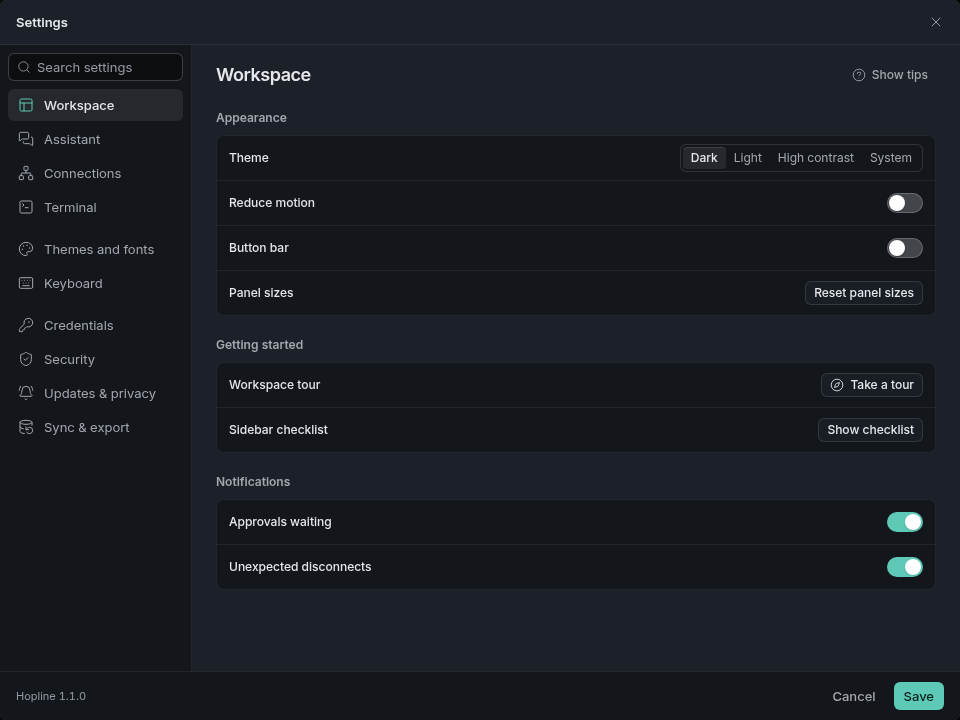 Settings
Search settings
Workspace
Assistant
Connections
Terminal
Themes and fonts
Keyboard
Credentials
Security
Updates & privacy
Sync & export
Workspace
Show tips
Appearance
Theme
Dark Light High contrast System
Reduce motion
Button bar
Panel sizes
Reset panel sizes
Getting started
Workspace tour
Take a tour
Sidebar checklist
Show checklist
Notifications
Approvals waiting
Unexpected disconnects
Hopline 1.1.0
Cancel
Save